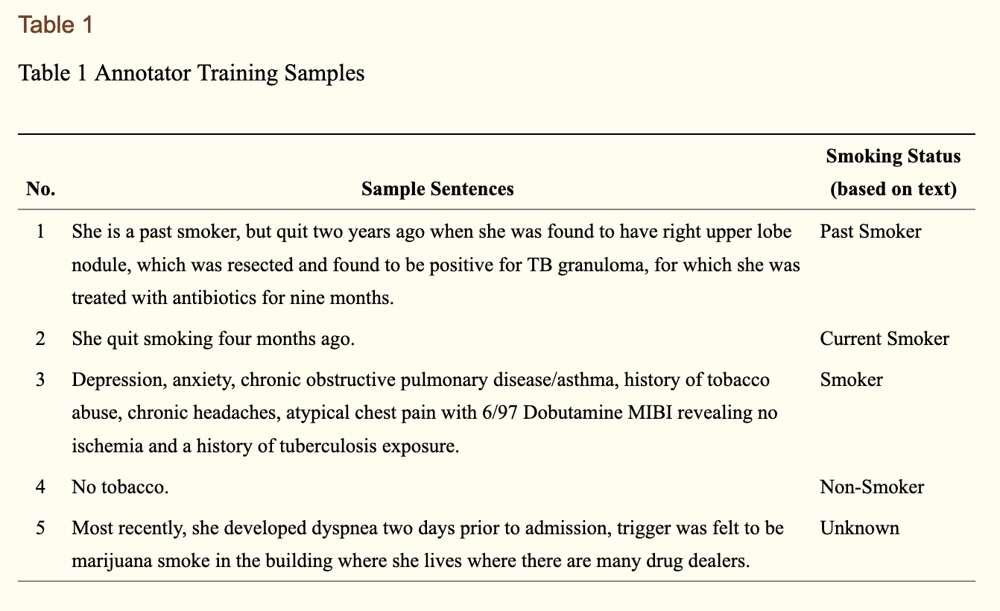 Table 1
Table 1 Annotator Training Samples
Smoking Status
No. Sample Sentences (based on text)
1 She is a past smoker, but quit two years ago when she was found to have right upper lobe Past Smoker
nodule, which was resected and found to be positive for TB granuloma, for which she was
treated with antibiotics for nine months.
2 She quit smoking four months ago. Current Smoker
3 Depression, anxiety, chronic obstructive pulmonary disease/asthma, history of tobacco Smoker
abuse, chronic headaches, atypical chest pain with 6/97 Dobutamine MIBI revealing no
ischemia and a history of tuberculosis exposure.
4 No tobacco. Non-Smoker
5 Most recently, she developed dyspnea two days prior to admission, trigger was felt to be Unknown
marijuana smoke in the building where she lives where there are many drug dealers.